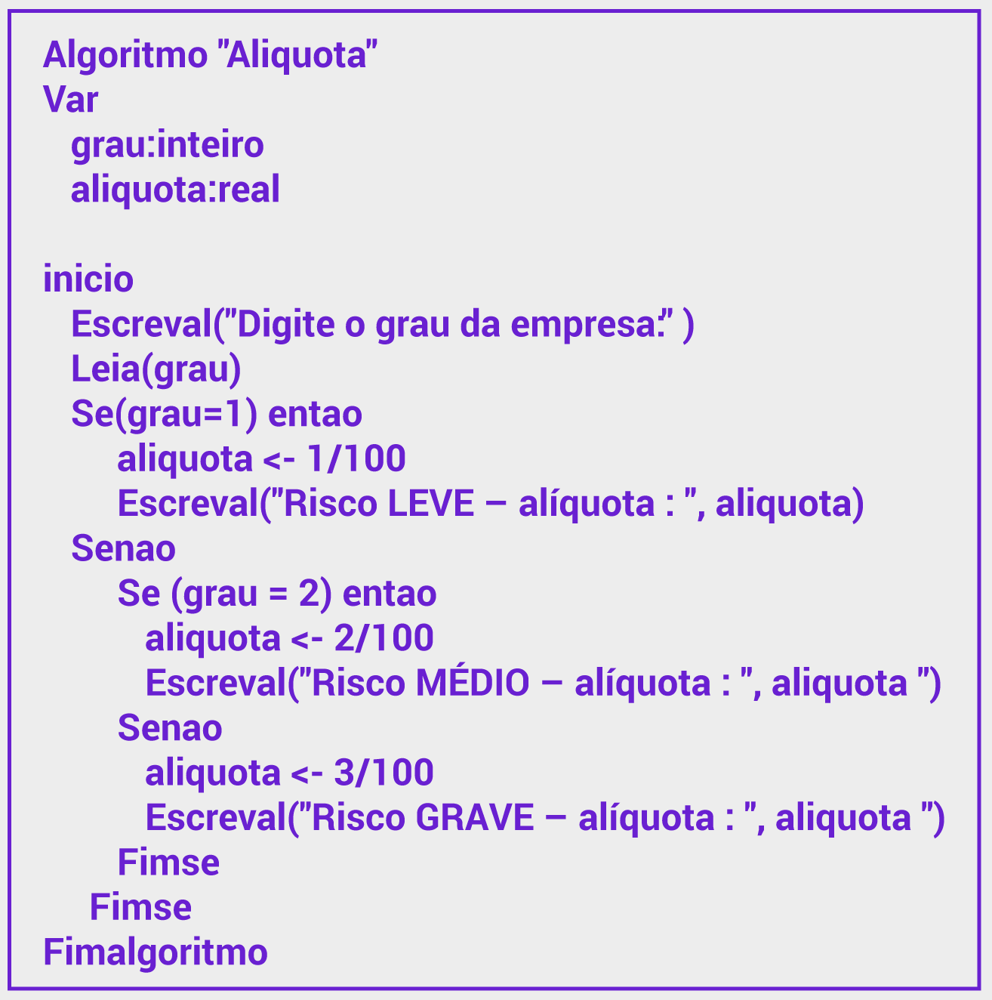 Algoritmo "Aliquota"
Var
grau:inteiro
aliquota:real
inicio
Escreval("Digite o grau da empresa:" )
Leia(grau)
Se(grau=1) entao
aliquota <- 1/100
Escreval("Risco LEVE – alíquota : ", aliquota)
Senao
Se (grau = 2) entao
aliquota <- 2/100
Escreval("Risco MÉDIO – alíquota : ", aliquota ")
Senao
aliquota <- 3/100
Escreval("Risco GRAVE – alíquota : ", aliquota ")
Fimse
Fimse
Fimalgoritmo